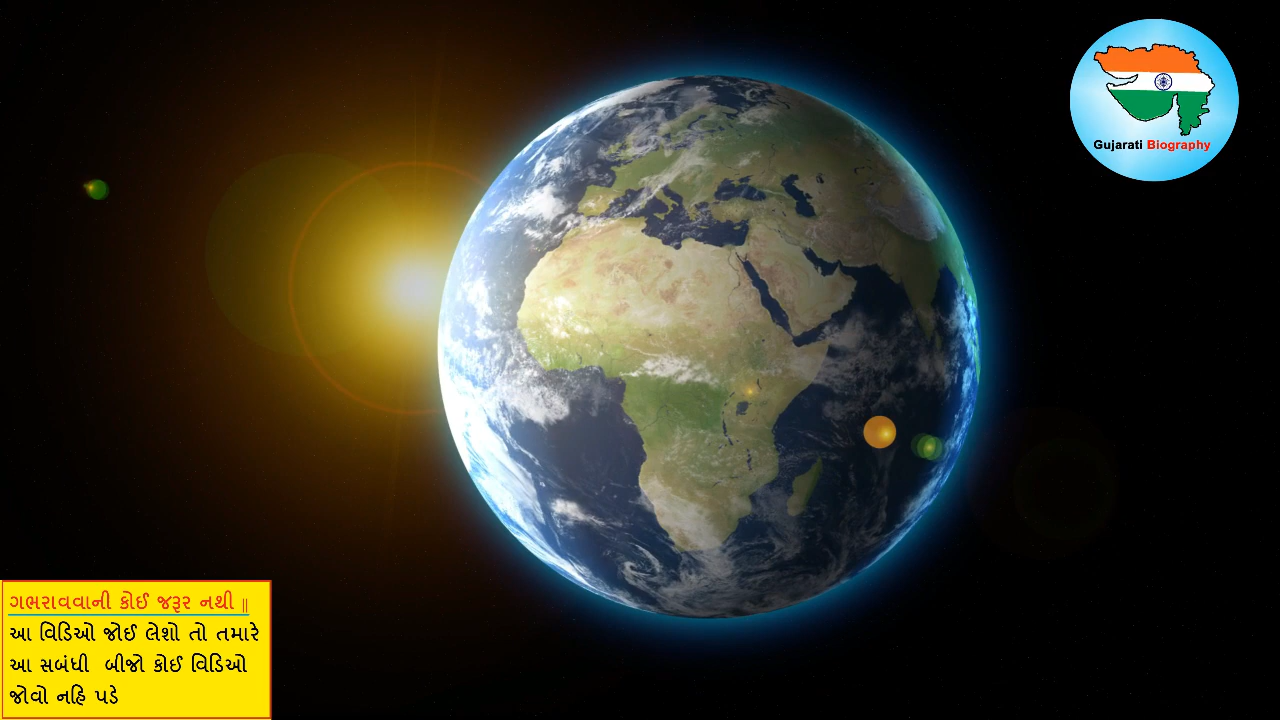 Gujarati Biography
ગભરાવવાની કોઈ જરૂર નથી ||
આ વિડિઓ જોઈ લેશો તો તમારે
આ સબંધી બીજો કોઈ વિડિઓ
જોવો નહિ પડે